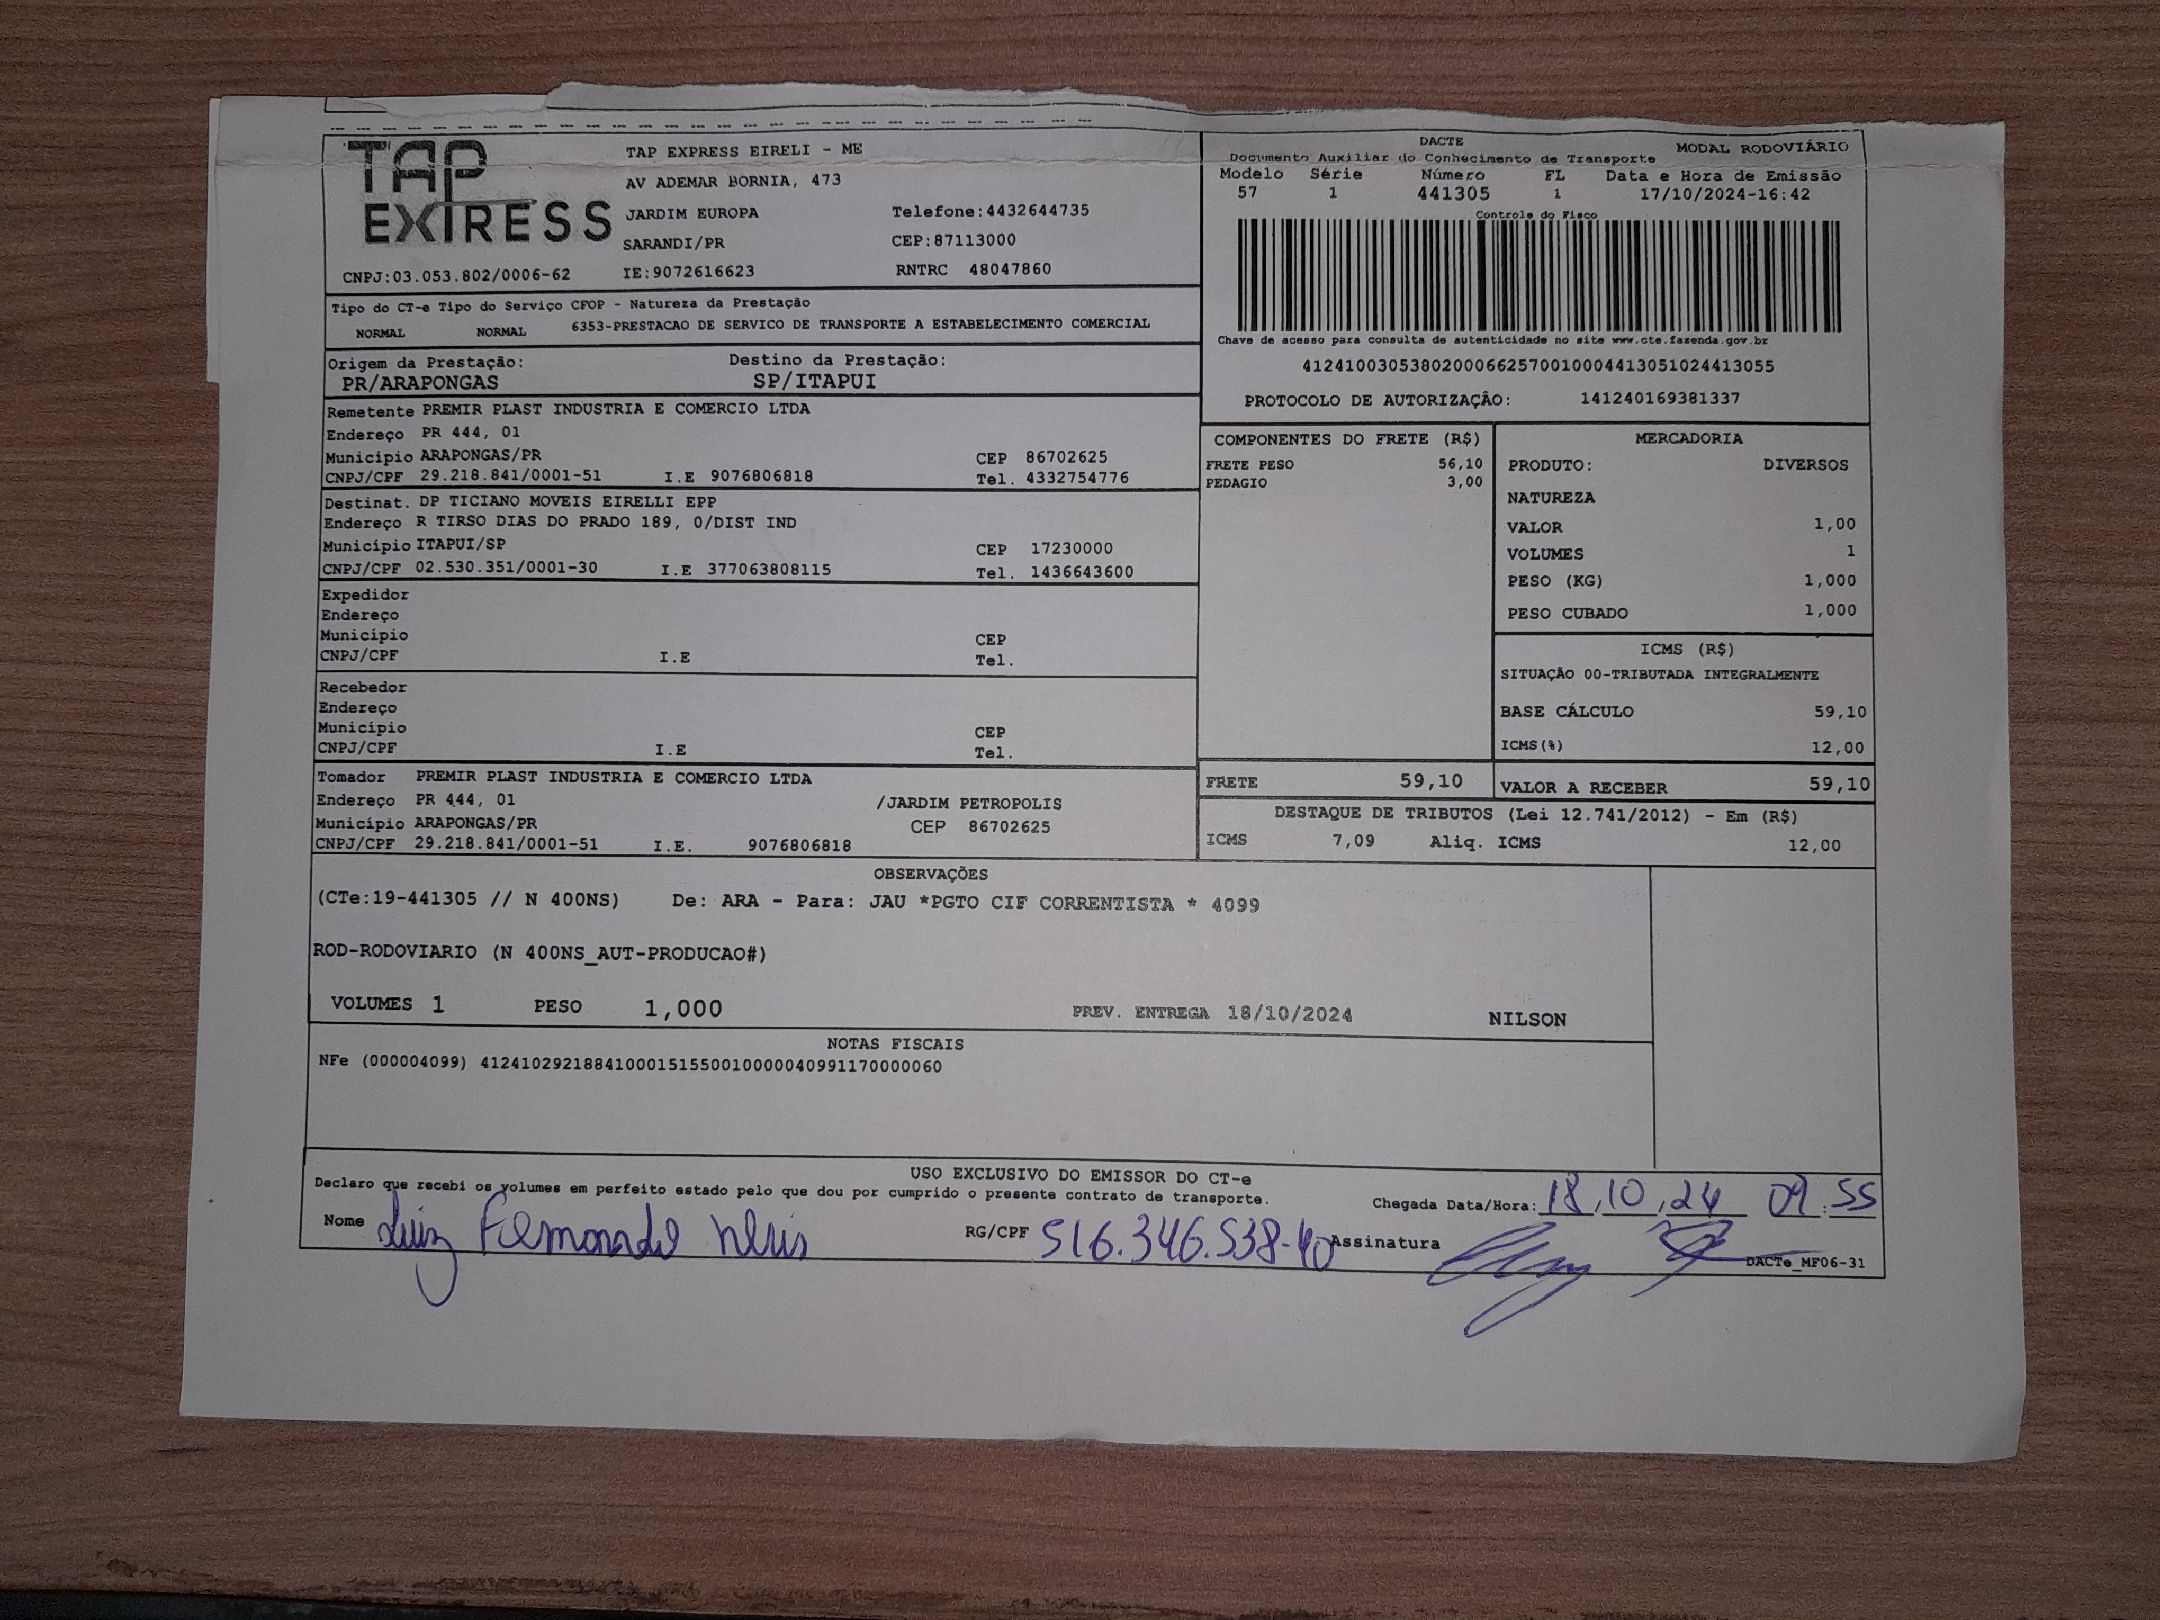 TAP EXPRESS
TAP EXPRESS EIRELI - ME
AV ADEMAR BORNIA, 473
JARDIM EUROPA Telefone:4432644735
SARANDI/PR CEP:87113000
CNPJ:03.053.802/0006-62 IE:9072616623 RNTRC 48047860
DACTE MODAL RODOVIÁRIO
Documento Auxiliar do Conhecimento de Transporte
Modelo Série Número FL Data e Hora de Emissão
57 1 441305 1 17/10/2024-16:42
Controle do Fisco
Chave de acesso para consulta de autenticidade no site www.cte.fazenda.gov.br
41241003053802000662570010004413051024413055
PROTOCOLO DE AUTORIZAÇÃO: 141240169381337
Tipo do CT-e Tipo do Serviço CFOP - Natureza da Prestação
NORMAL NORMAL 6353-PRESTACAO DE SERVICO DE TRANSPORTE A ESTABELECIMENTO COMERCIAL
Origem da Prestação: Destino da Prestação:
PR/ARAPONGAS SP/ITAPUI
Remetente PREMIR PLAST INDUSTRIA E COMERCIO LTDA
Endereço PR 444, 01
Município ARAPONGAS/PR CEP 86702625
CNPJ/CPF 29.218.841/0001-51 I.E 9076806818 Tel. 4332754776
Destinat. DP TICIANO MOVEIS EIRELLI EPP
Endereço R TIRSO DIAS DO PRADO 189, 0/DIST IND
Município ITAPUI/SP CEP 17230000
CNPJ/CPF 02.530.351/0001-30 I.E 377063808115 Tel. 1436643600
Expedidor
Endereço
Município CEP
CNPJ/CPF I.E Tel.
Recebedor
Endereço
Município CEP
CNPJ/CPF I.E Tel.
Tomador PREMIR PLAST INDUSTRIA E COMERCIO LTDA
Endereço PR 444, 01 /JARDIM PETROPOLIS
Município ARAPONGAS/PR CEP 86702625
CNPJ/CPF 29.218.841/0001-51 I.E. 9076806818
COMPONENTES DO FRETE (R$)
FRETE PESO 56,10
PEDAGIO 3,00
MERCADORIA
PRODUTO: DIVERSOS
NATUREZA
VALOR 1,00
VOLUMES 1
PESO (KG) 1,000
PESO CUBADO 1,000
ICMS (R$)
SITUAÇÃO 00-TRIBUTADA INTEGRALMENTE
BASE CÁLCULO 59,10
ICMS(%) 12,00
FRETE 59,10 VALOR A RECEBER 59,10
DESTAQUE DE TRIBUTOS (Lei 12.741/2012) - Em (R$)
ICMS 7,09 Aliq. ICMS 12,00
OBSERVAÇÕES
(CTe:19-441305 // N 400NS) De: ARA - Para: JAU *PGTO CIF CORRENTISTA * 4099
ROD-RODOVIARIO (N 400NS_AUT-PRODUCAO#)
VOLUMES 1 PESO 1,000 PREV. ENTREGA 18/10/2024 NILSON
NOTAS FISCAIS
NFe (000004099) 41241029218841000151550010000040991170000060
USO EXCLUSIVO DO EMISSOR DO CT-e
Declaro que recebi os volumes em perfeito estado pelo que dou por cumprido o presente contrato de transporte. Chegada Data/Hora: 18/10/24 09:55
Nome Luiz Fernando Neris RG/CPF 516.346.538-40 Assinatura
DACTe_MF06-31